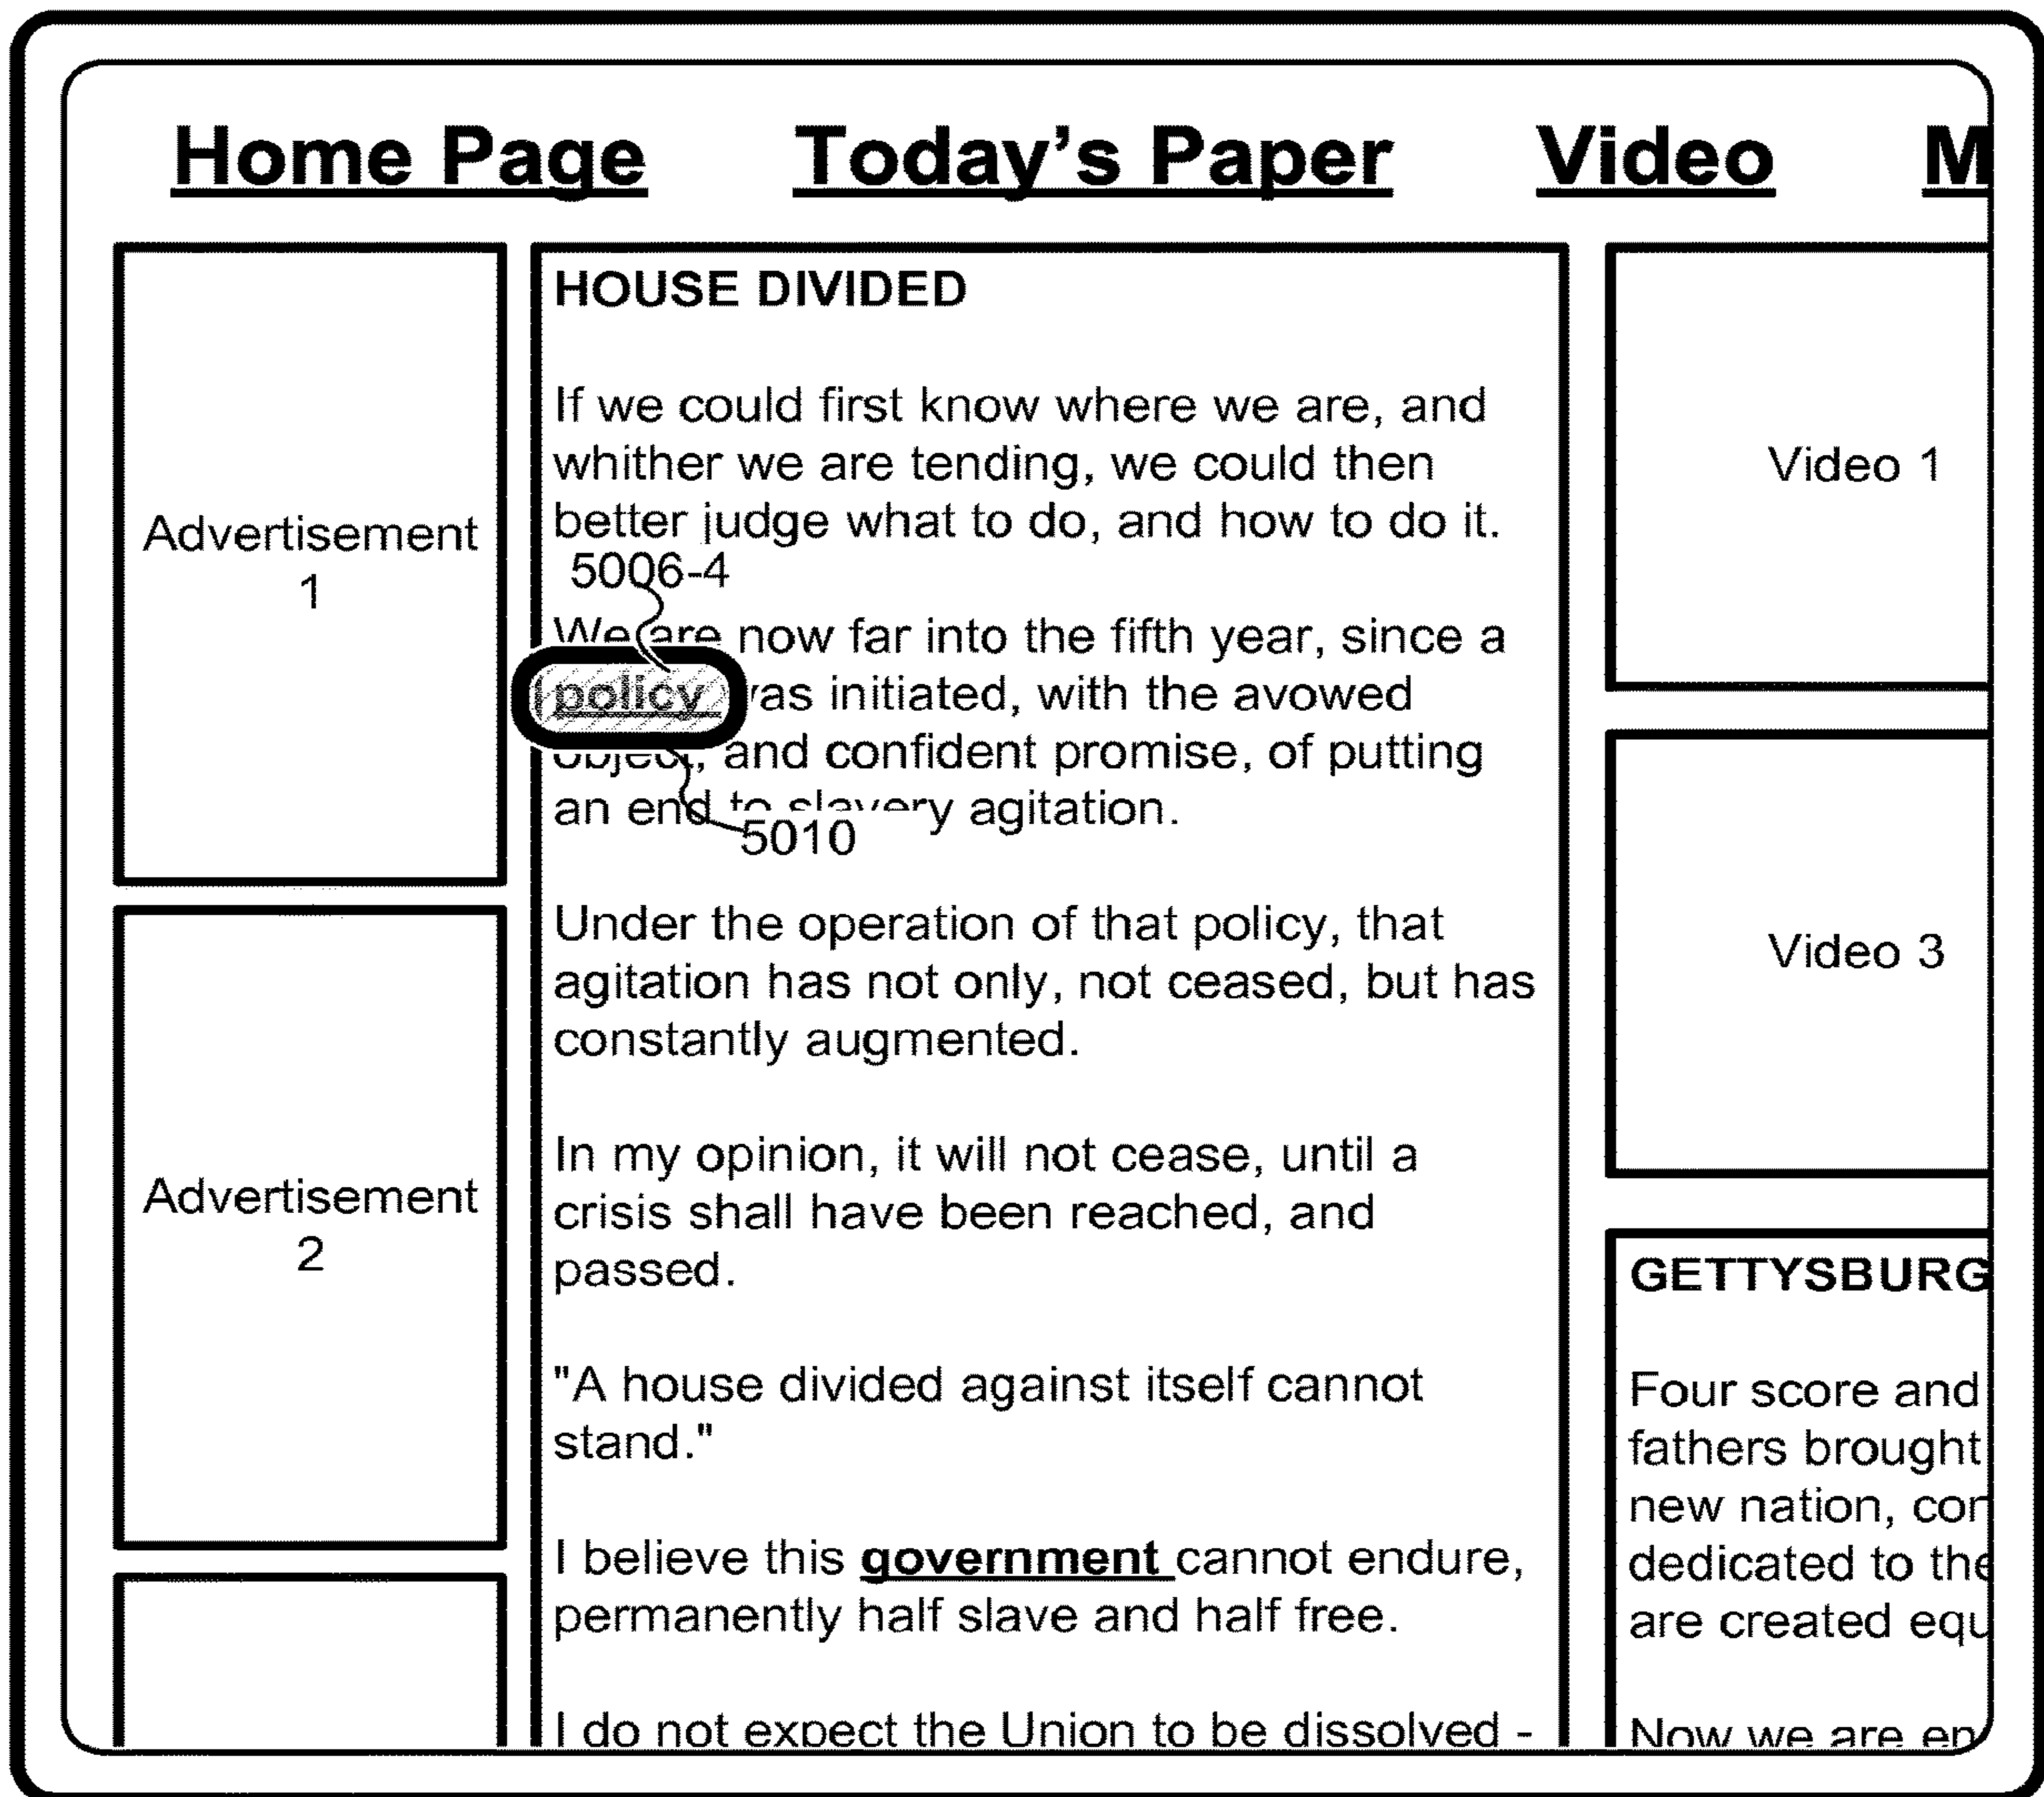 Home Page Today's Paper Video M
Advertisement
1
Advertisement
2
HOUSE DIVIDED
If we could first know where we are, and
whither we are tending, we could then
better judge what to do, and how to do it.
5006-4
We are now far into the fifth year, since a
policy was initiated, with the avowed
object, and confident promise, of putting
an end to slavery agitation.
5010
Under the operation of that policy, that
agitation has not only, not ceased, but has
constantly augmented.
In my opinion, it will not cease, until a
crisis shall have been reached, and
passed.
"A house divided against itself cannot
stand."
I believe this government cannot endure,
permanently half slave and half free.
I do not expect the Union to be dissolved -
Video 1
Video 3
GETTYSBURG
Four score and
fathers brought
new nation, con
dedicated to the
are created equ
Now we are en